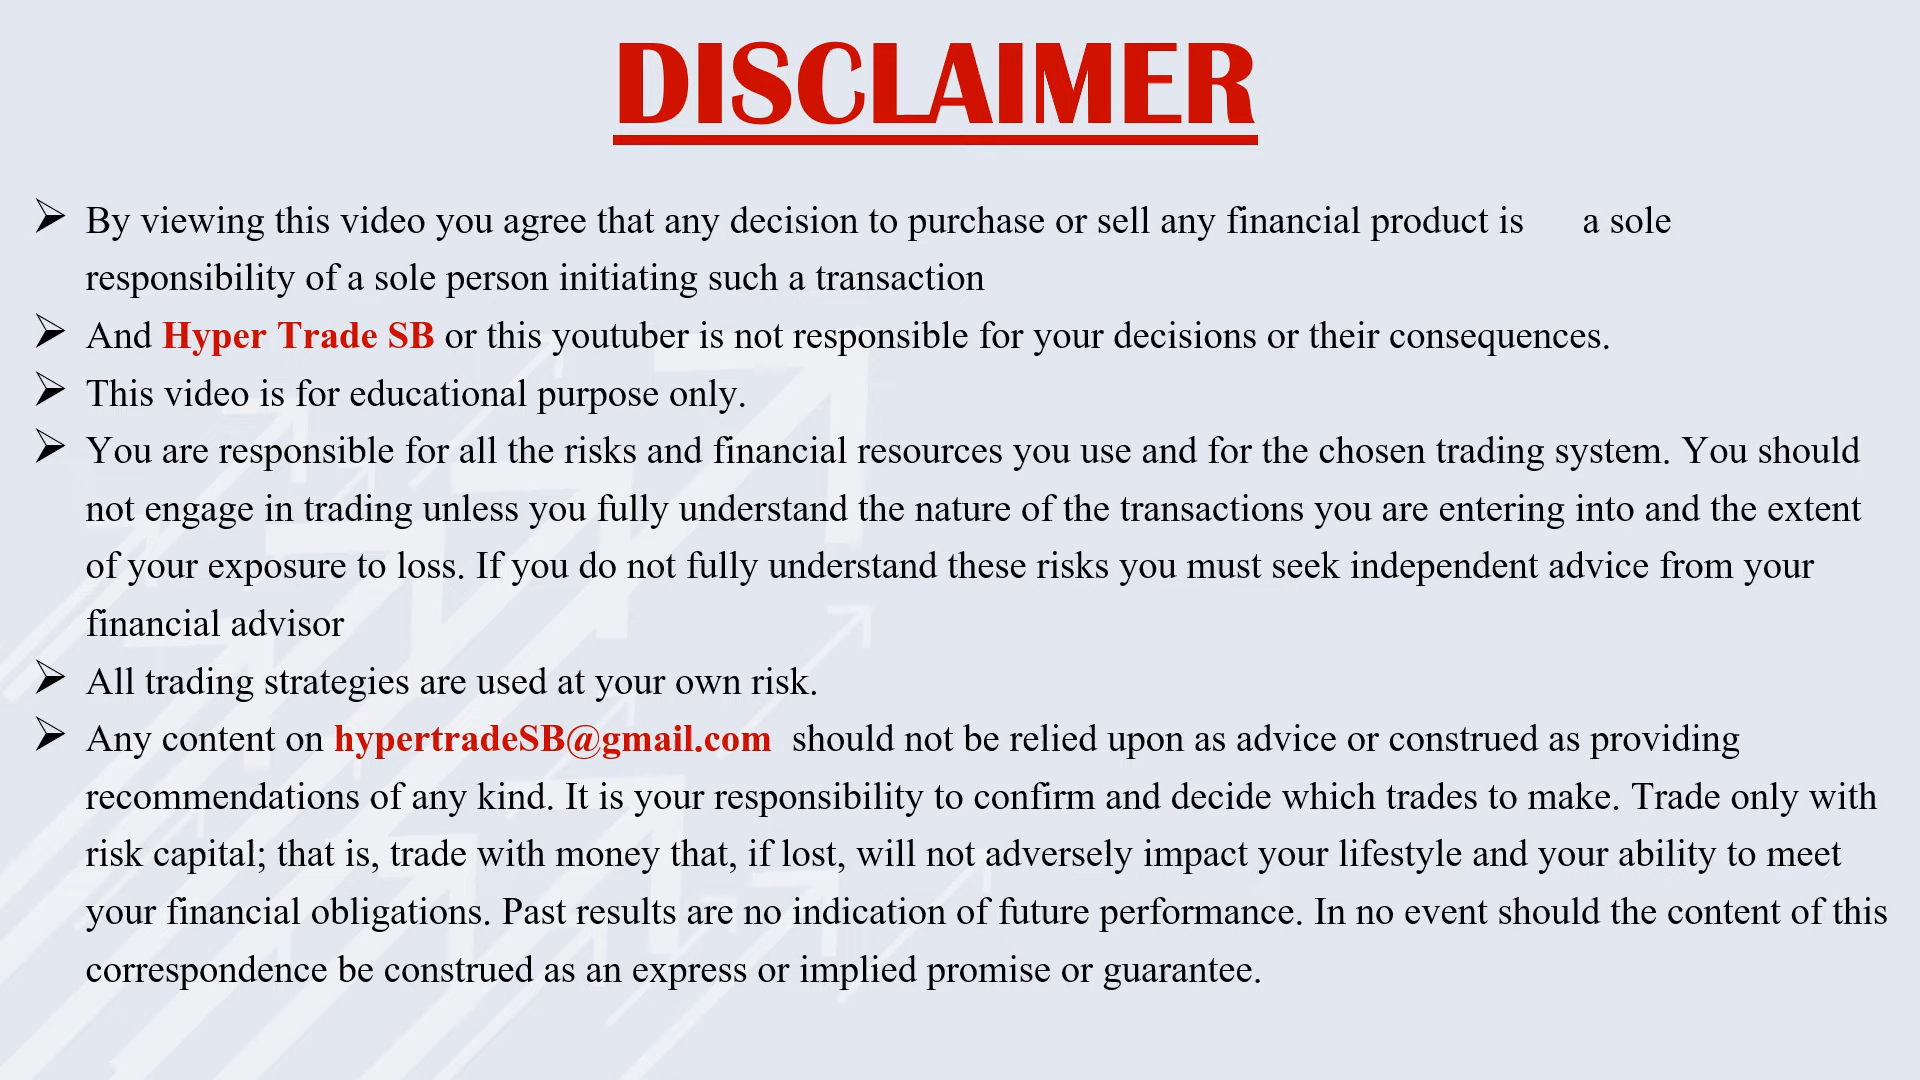 DISCLAIMER
➢ By viewing this video you agree that any decision to purchase or sell any financial product is a sole
responsibility of a sole person initiating such a transaction
➢ And Hyper Trade SB or this youtuber is not responsible for your decisions or their consequences.
➢ This video is for educational purpose only.
➢ You are responsible for all the risks and financial resources you use and for the chosen trading system. You should
not engage in trading unless you fully understand the nature of the transactions you are entering into and the extent
of your exposure to loss. If you do not fully understand these risks you must seek independent advice from your
financial advisor
➢ All trading strategies are used at your own risk.
➢ Any content on hypertradeSB@gmail.com should not be relied upon as advice or construed as providing
recommendations of any kind. It is your responsibility to confirm and decide which trades to make. Trade only with
risk capital; that is, trade with money that, if lost, will not adversely impact your lifestyle and your ability to meet
your financial obligations. Past results are no indication of future performance. In no event should the content of this
correspondence be construed as an express or implied promise or guarantee.